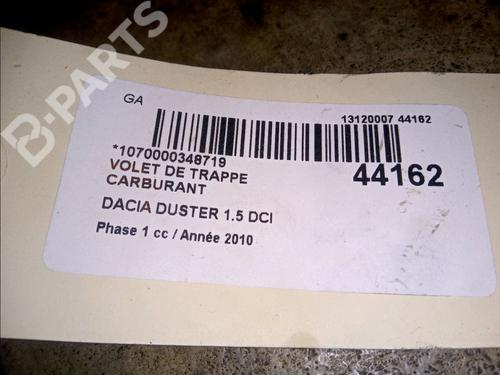 B-PARTS
GA
13120007 44162
*1070000348719
44162
VOLET DE TRAPPE
CARBURANT
DACIA DUSTER 1.5 DCI
Phase 1 cc / Année 2010